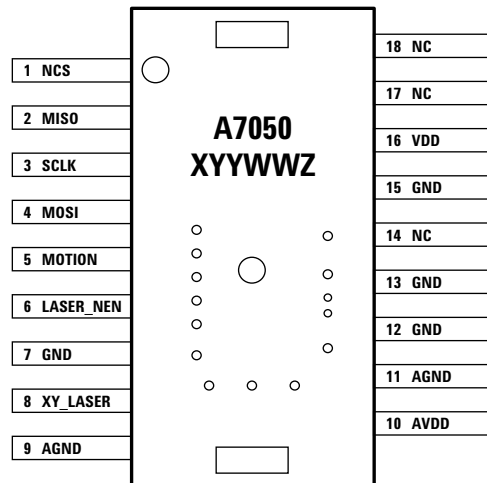 1 NCS
2 MISO
3 SCLK
4 MOSI
5 MOTION
6 LASER_NEN
7 GND
8 XY_LASER
9 AGND
A7050
XYYWWZ
18 NC
17 NC
16 VDD
15 GND
14 NC
13 GND
12 GND
11 AGND
10 AVDD